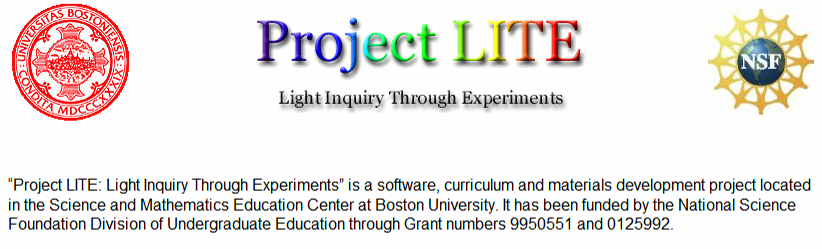 UNIVERSITAS BOSTONIENSIS
CONDITA MDCCCXXXIX
Project LITE
Light Inquiry Through Experiments
NSF
“Project LITE: Light Inquiry Through Experiments” is a software, curriculum and materials development project located
in the Science and Mathematics Education Center at Boston University. It has been funded by the National Science
Foundation Division of Undergraduate Education through Grant numbers 9950551 and 0125992.